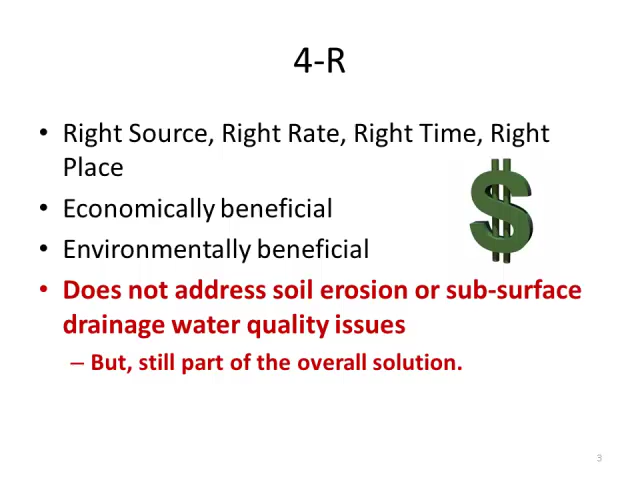 4-R
• Right Source, Right Rate, Right Time, Right
Place
• Economically beneficial
• Environmentally beneficial
• Does not address soil erosion or sub-surface
drainage water quality issues
– But, still part of the overall solution.
3